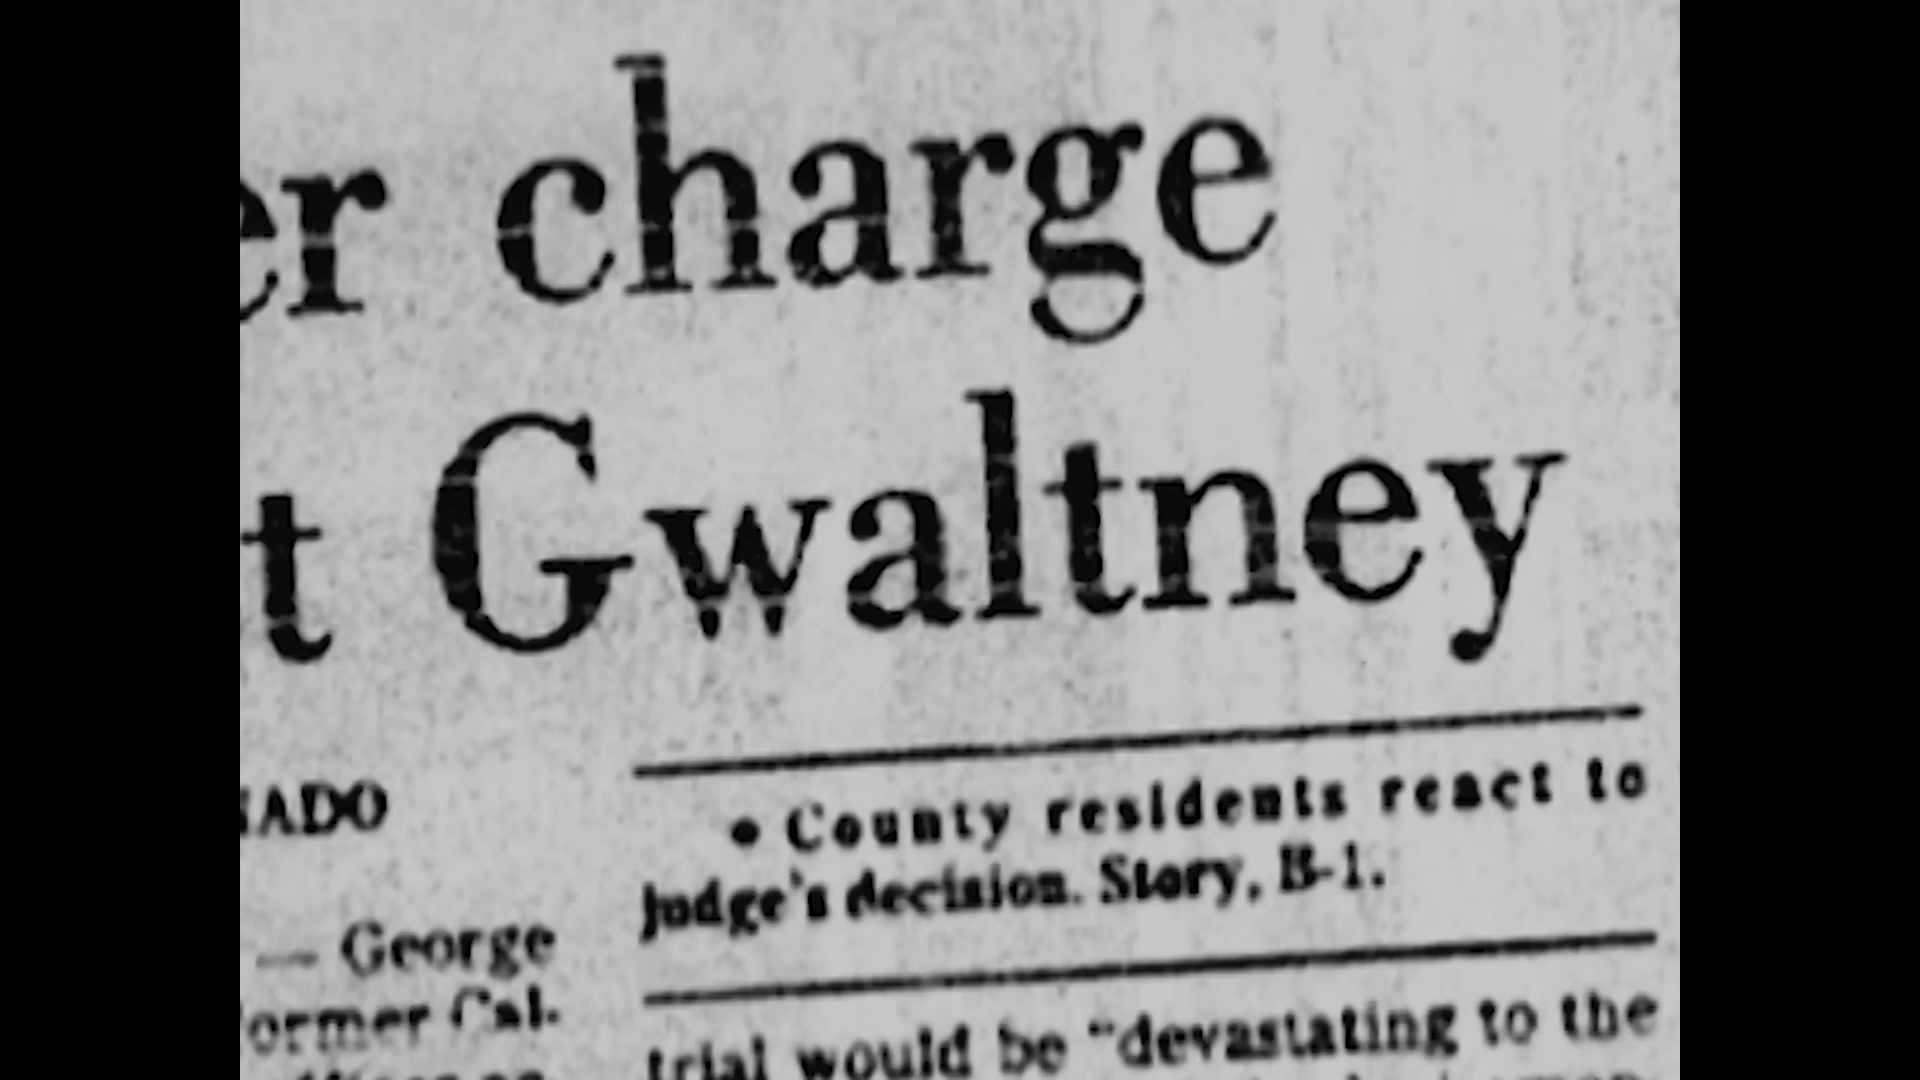 er charge
t Gwaltney
ADO
— George
ormer Cal-
• County residents react to
judge's decision. Story, B-1.
trial would be "devastating to the